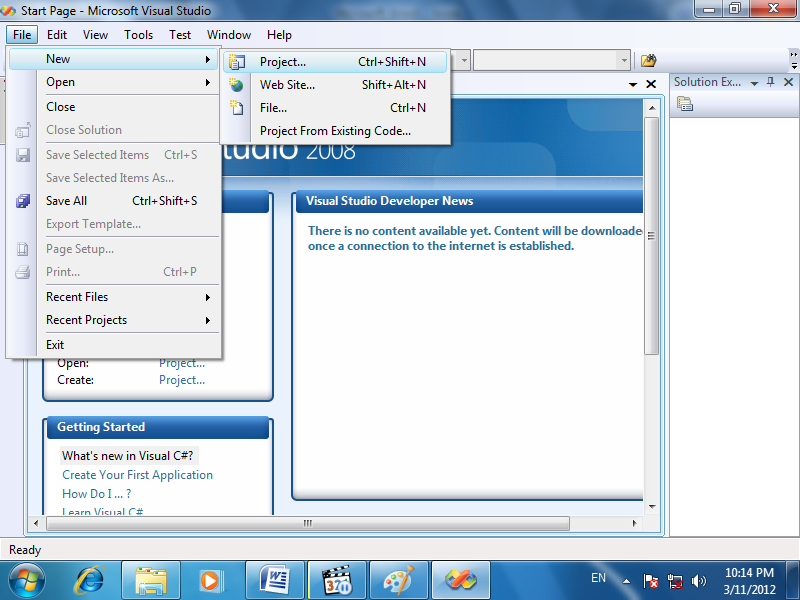 Start Page - Microsoft Visual Studio
File Edit View Tools Test Window Help
New
Project... Ctrl+Shift+N
Open
Web Site... Shift+Alt+N
Solution Ex...
Close
File... Ctrl+N
Close Solution
Project From Existing Code...
Save Selected Items Ctrl+S
2008
Save Selected Items As...
Save All Ctrl+Shift+S
Visual Studio Developer News
Export Template...
There is no content available yet. Content will be downloade
once a connection to the internet is established.
Page Setup...
Print... Ctrl+P
Recent Files
Recent Projects
Exit
Open: Project...
Create: Project...
Getting Started
What's new in Visual C#?
Create Your First Application
How Do I ... ?
Learn Visual C#
Ready
EN
10:14 PM
3/11/2012